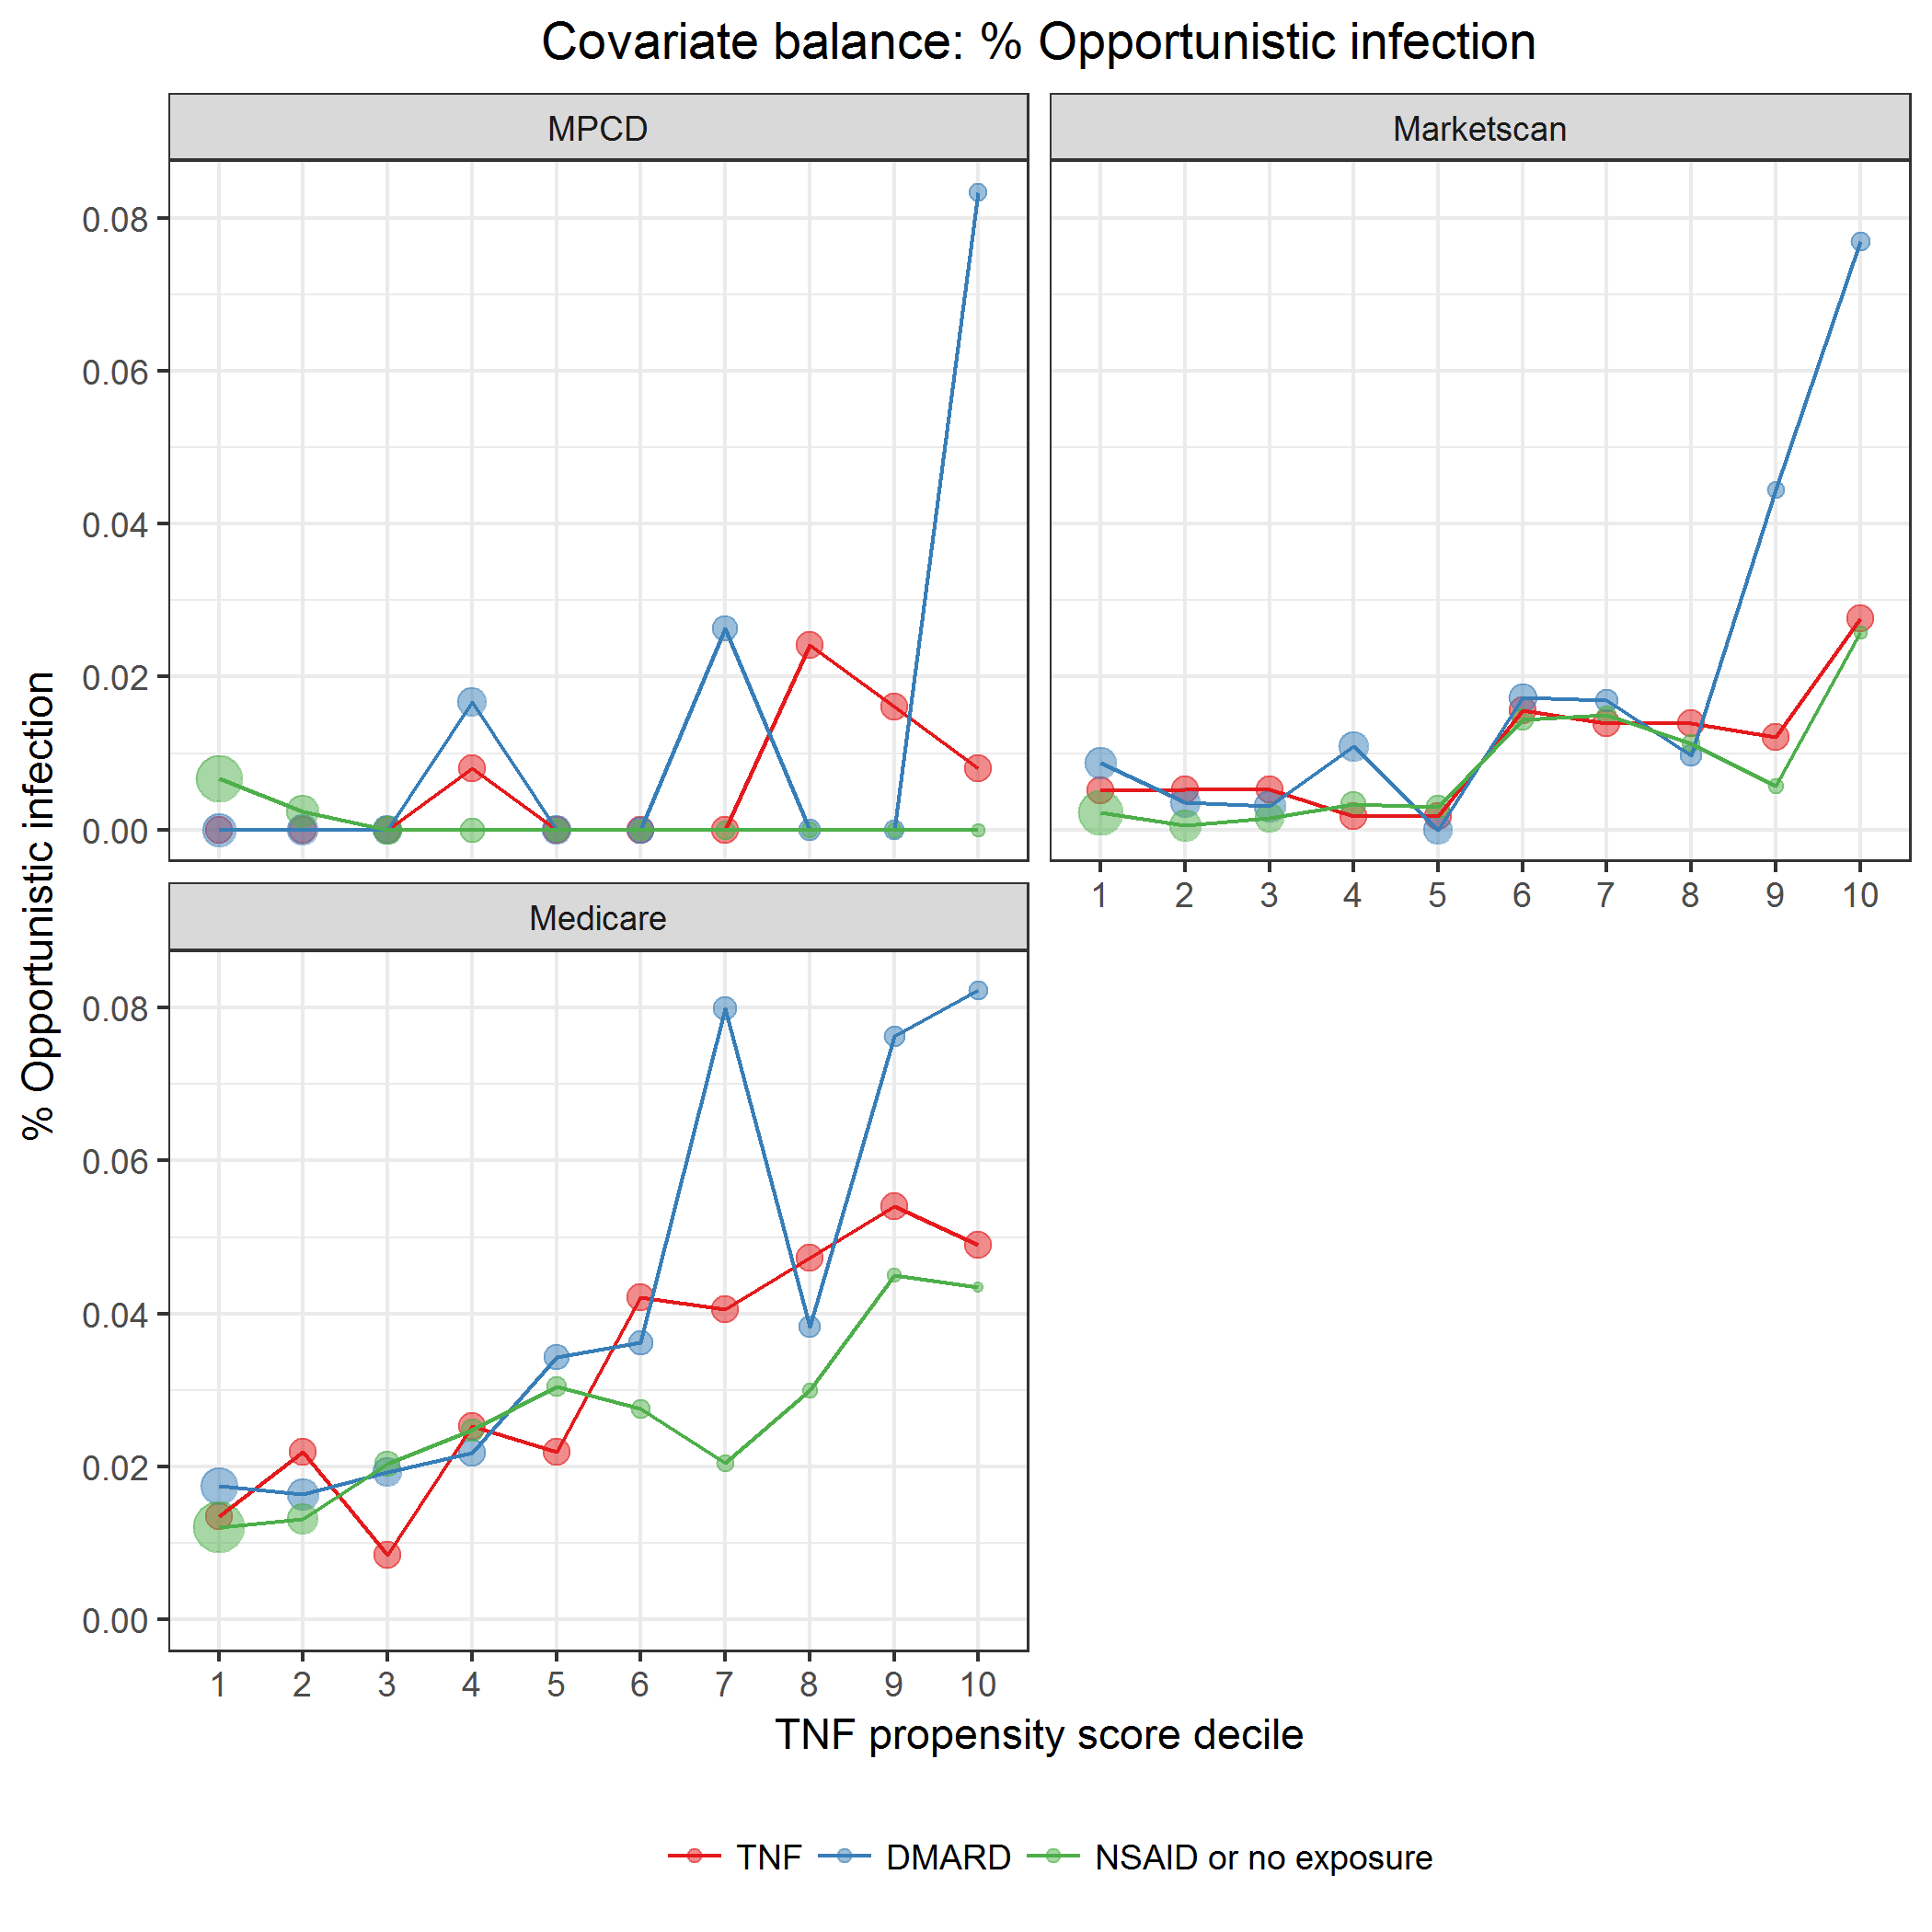 Covariate balance: % Opportunistic infection
MPCD
Marketscan
0.08
0.06
0.04
0.02
0.00
1 2 3 4 5 6 7 8 9 10
Medicare
0.08
0.06
0.04
0.02
0.00
1 2 3 4 5 6 7 8 9 10
% Opportunistic infection
TNF propensity score decile
TNF DMARD NSAID or no exposure